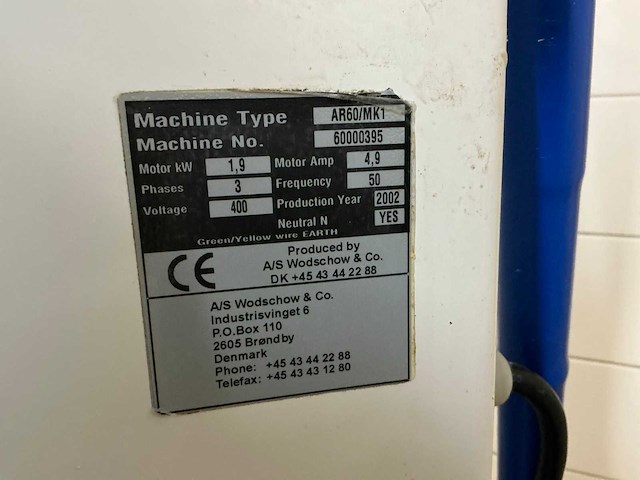 Machine Type AR60/MK1
Machine No. 60000395
Motor kW 1,9 Motor Amp 4,9
Phases 3 Frequency 50
Voltage 400 Production Year 2002
Neutral N YES
Green/Yellow wire EARTH
CE
Produced by
A/S Wodschow & Co.
DK +45 43 44 22 88
A/S Wodschow & Co.
Industrisvinget 6
P.O.Box 110
2605 Brøndby
Denmark
Phone: +45 43 44 22 88
Telefax: +45 43 43 12 80